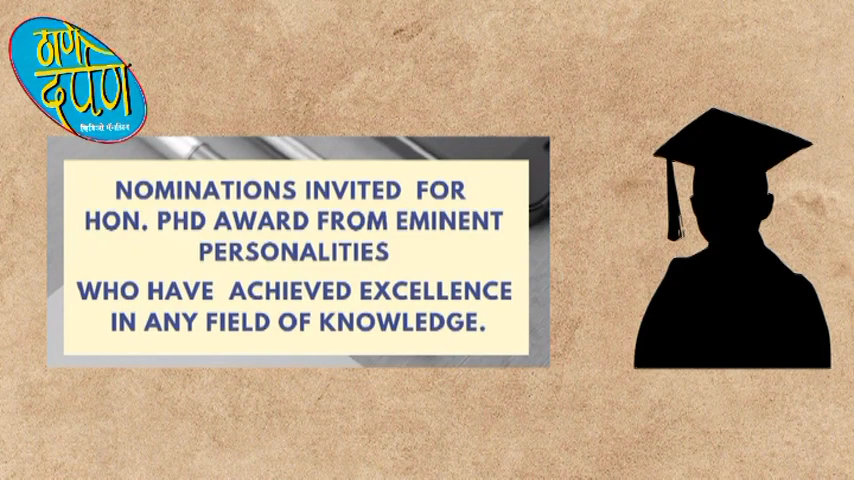 ठाणे
दर्पण
व्हिडिओ मॅगझिन
NOMINATIONS INVITED FOR
HON. PHD AWARD FROM EMINENT
PERSONALITIES
WHO HAVE ACHIEVED EXCELLENCE
IN ANY FIELD OF KNOWLEDGE.